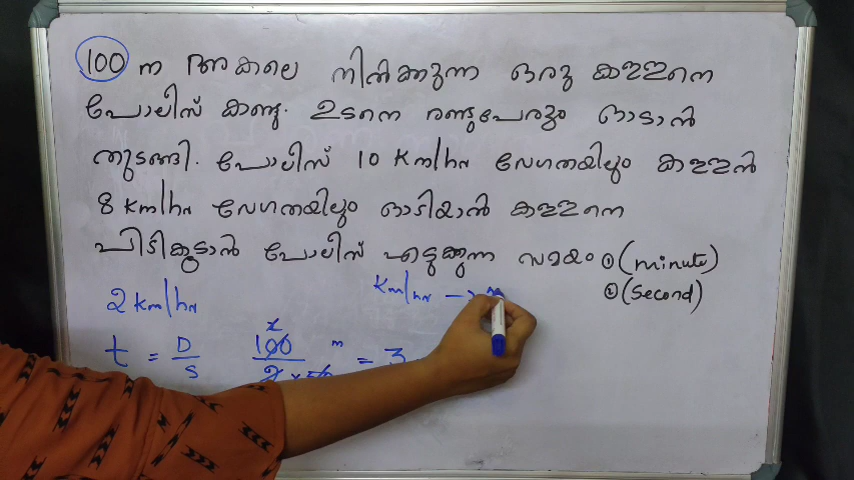 100 m അകലെ നിൽക്കുന്ന ഒരു കള്ളനെ
പോലിസ് കണ്ടു. ഉടനെ രണ്ടുപേരും ഓടാൻ
തുടങ്ങി. പോലിസ് 10 Km/hr വേഗതയിലും കള്ളൻ
8 Km/hr വേഗതയിലും ഓടിയാൽ കള്ളനെ
പിടികൂടാൻ പോലിസ് എടുക്കുന്ന സമയം ① (minute)
② (Second)
2 km/hr Km/hr → m
t = D/S 100 m = 3